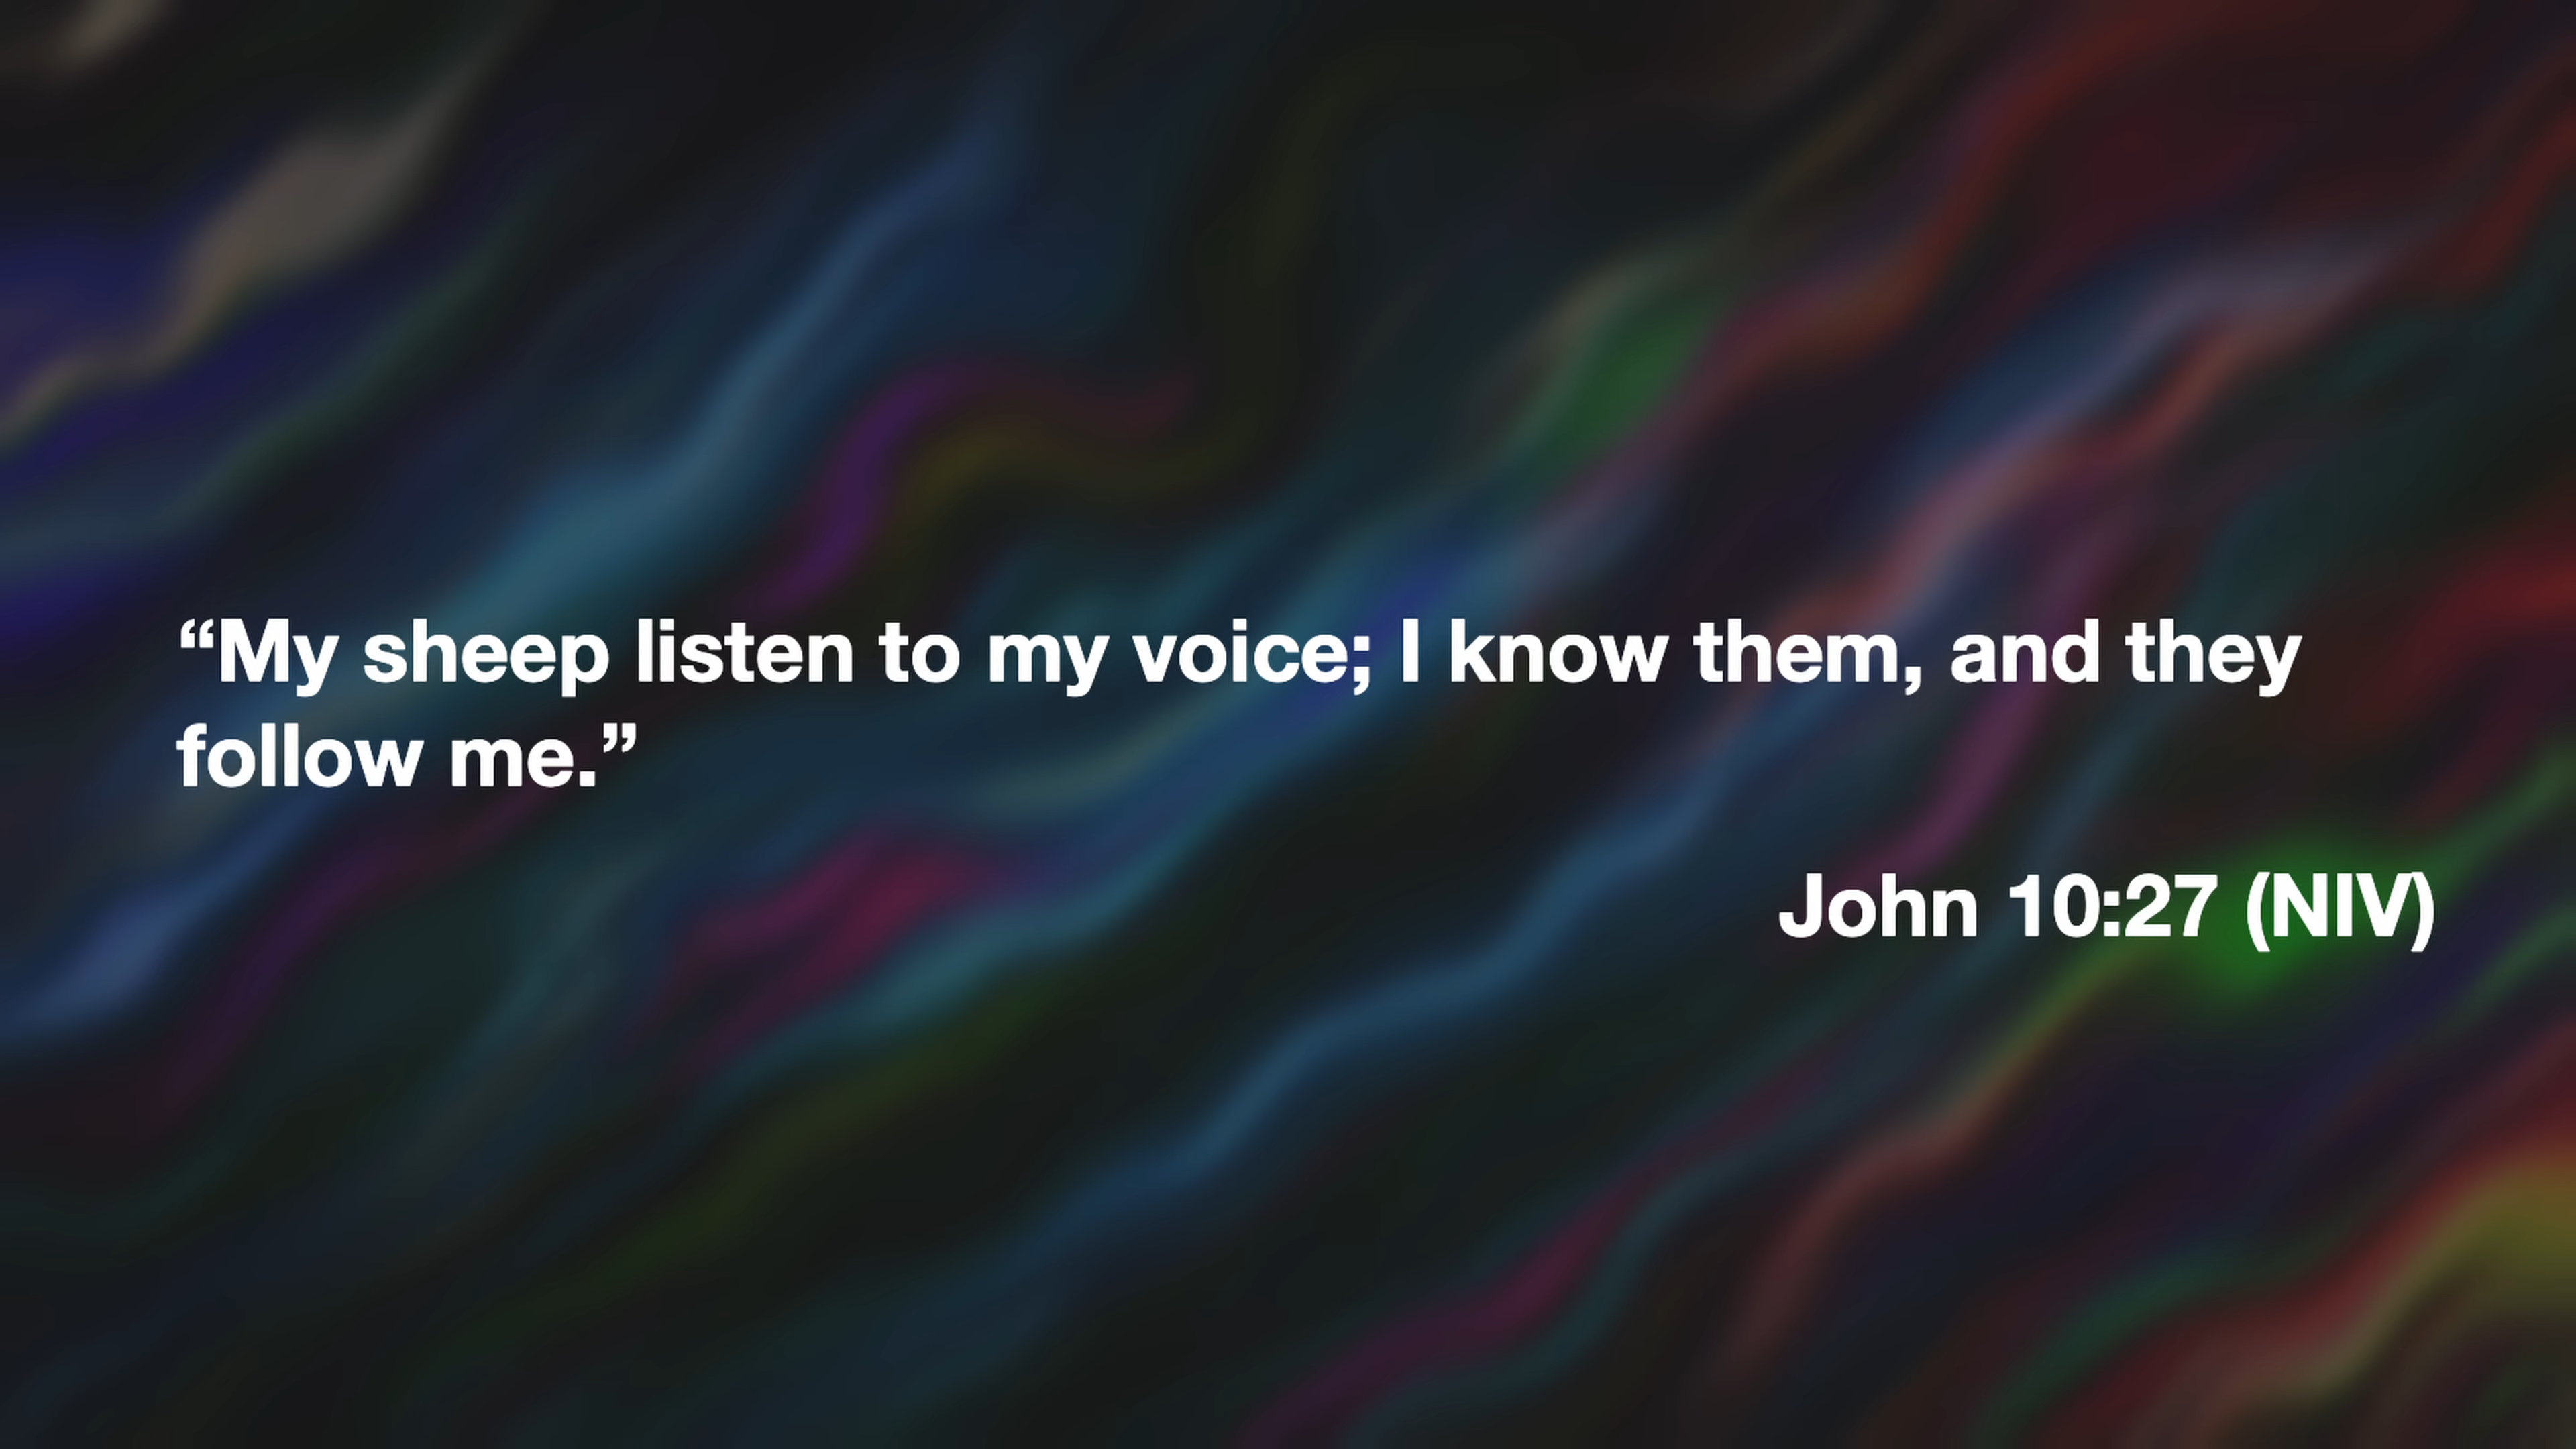 “My sheep listen to my voice; I know them, and they
follow me.”
John 10:27 (NIV)